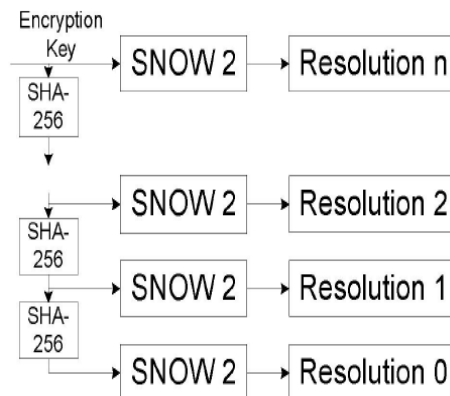 Encryption
Key
SNOW 2
Resolution n
SHA-
256
SNOW 2
Resolution 2
SHA-
256
SNOW 2
Resolution 1
SHA-
256
SNOW 2
Resolution 0